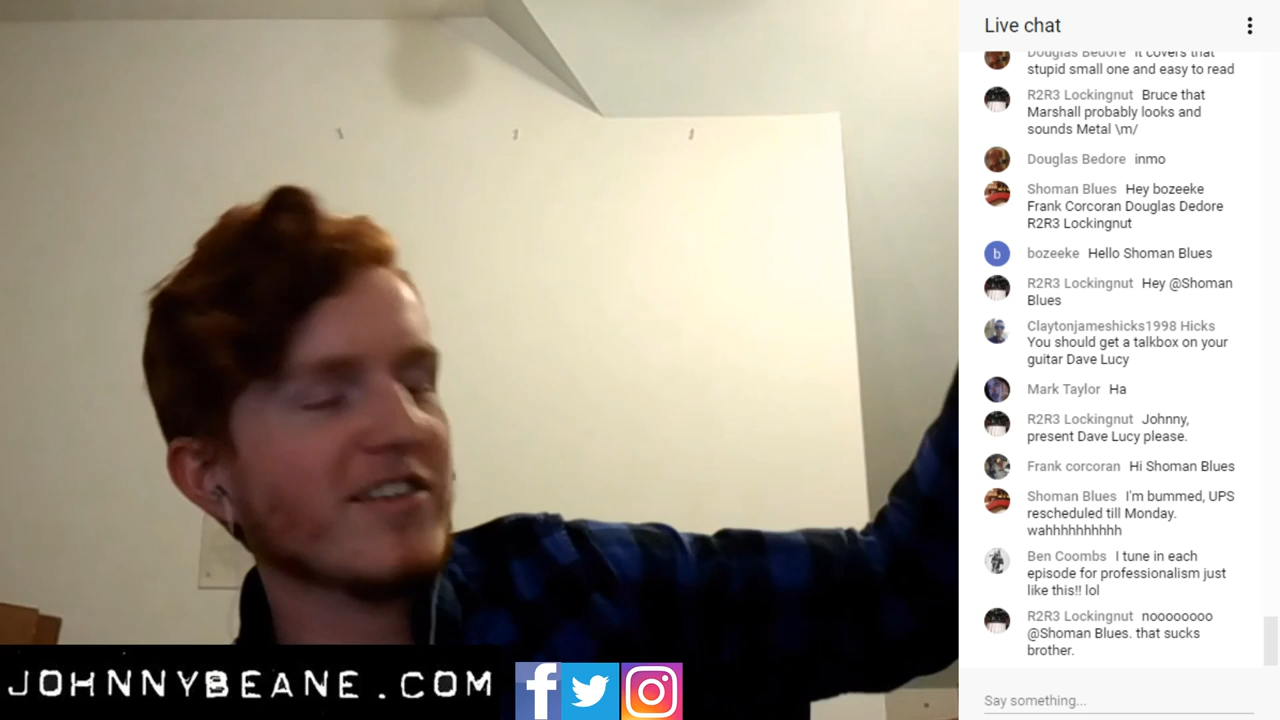 Live chat
Douglas Bedore it covers that
stupid small one and easy to read
R2R3 Lockingnut Bruce that
Marshall probably looks and
sounds Metal \m/
Douglas Bedore inmo
Shoman Blues Hey bozeeke
Frank Corcoran Douglas Dedore
R2R3 Lockingnut
b
bozeeke Hello Shoman Blues
R2R3 Lockingnut Hey @Shoman
Blues
Claytonjameshicks1998 Hicks
You should get a talkbox on your
guitar Dave Lucy
Mark Taylor Ha
R2R3 Lockingnut Johnny,
present Dave Lucy please.
Frank corcoran Hi Shoman Blues
Shoman Blues I'm bummed, UPS
rescheduled till Monday.
wahhhhhhhhhh
Ben Coombs I tune in each
episode for professionalism just
like this!! lol
R2R3 Lockingnut noooooooo
@Shoman Blues. that sucks
brother.
Say something...
JOHNNYBEANE.COM